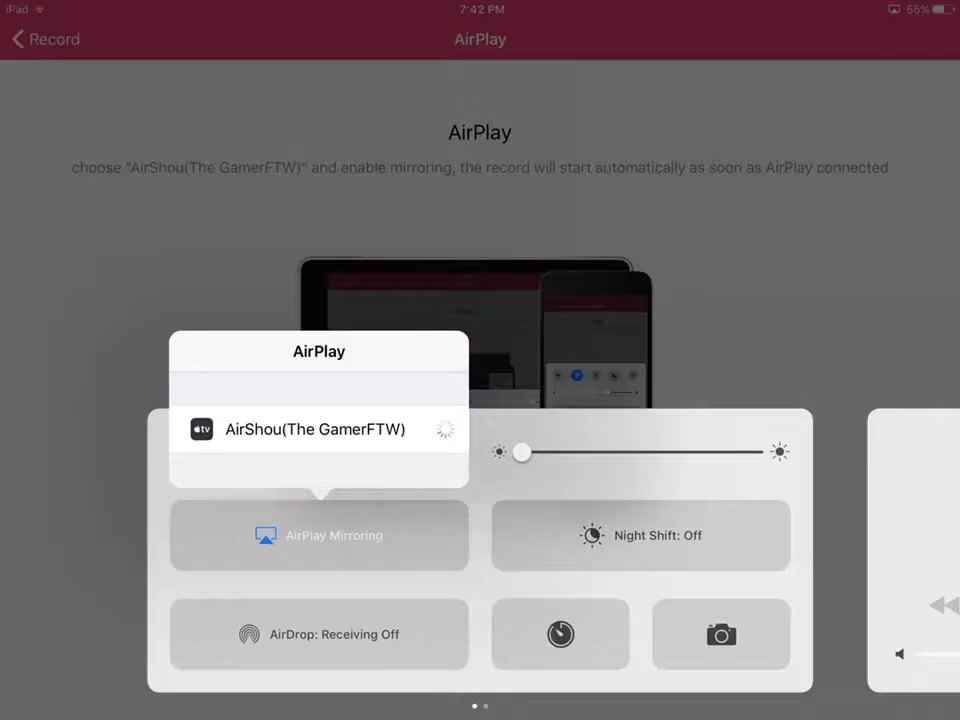 iPad
7:42 PM
55%
Record
AirPlay
AirPlay
choose "AirShou(The GamerFTW)" and enable mirroring, the record will start automatically as soon as AirPlay connected
AirPlay
tv
AirShou(The GamerFTW)
AirPlay Mirroring
Night Shift: Off
AirDrop: Receiving Off